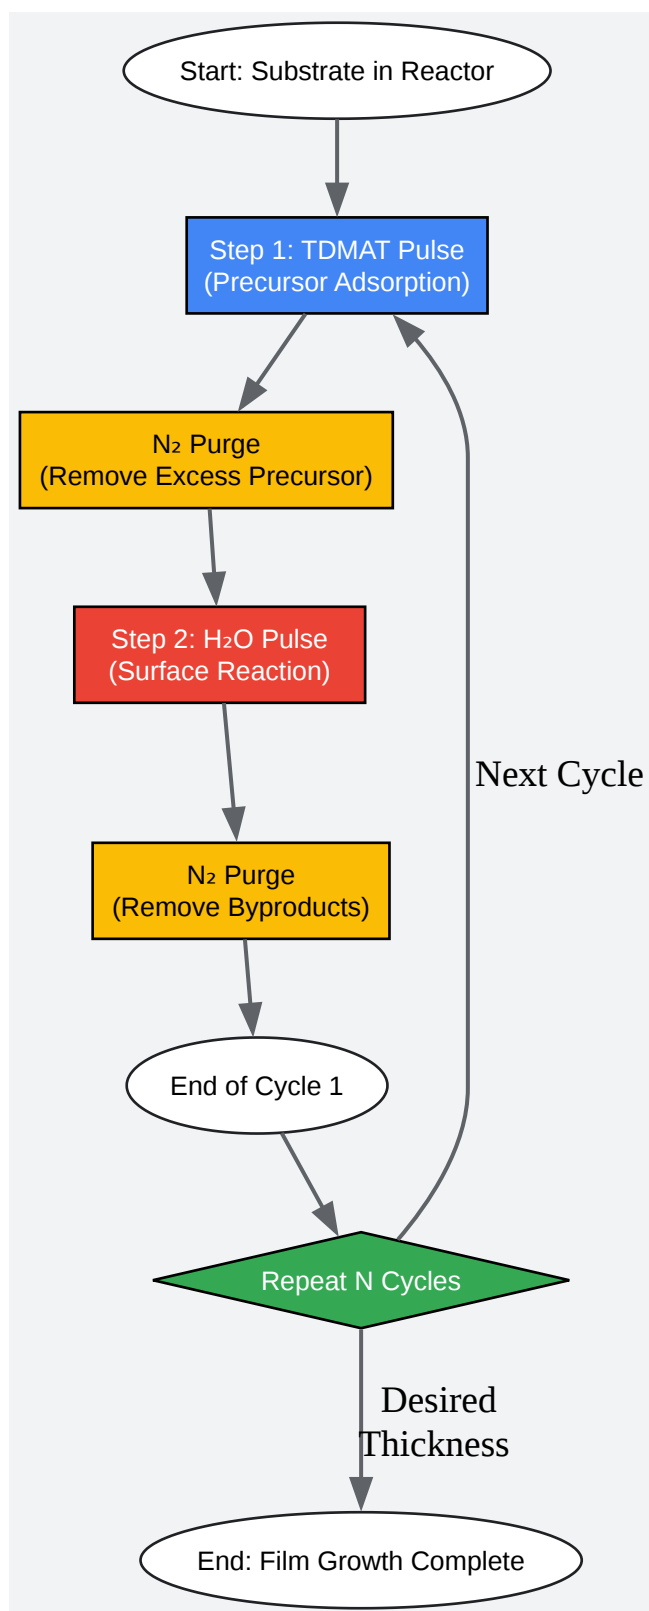 Start: Substrate in Reactor
Step 1: TDMAT Pulse
(Precursor Adsorption)
N₂ Purge
(Remove Excess Precursor)
Step 2: H₂O Pulse
(Surface Reaction)
Next Cycle
N₂ Purge
(Remove Byproducts)
End of Cycle 1
Repeat N Cycles
Desired
Thickness
End: Film Growth Complete